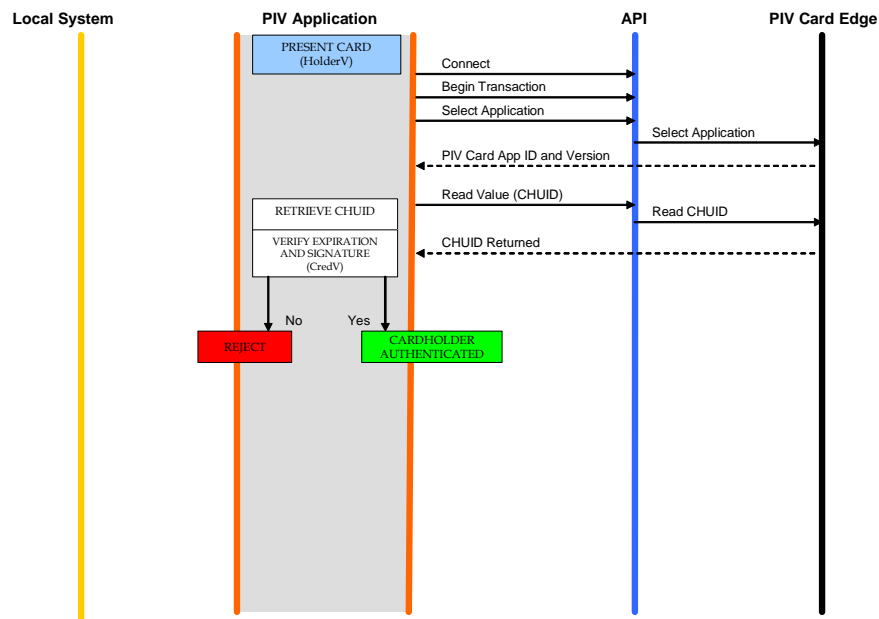 Local System
PIV Application
API
PIV Card Edge
PRESENT CARD
(HolderV)
Connect
Begin Transaction
Select Application
Select Application
PIV Card App ID and Version
Read Value (CHUID)
RETRIEVE CHUID
Read CHUID
VERIFY EXPIRATION
AND SIGNATURE
(CredV)
CHUID Returned
No
Yes
REJECT
CARDHOLDER
AUTHENTICATED